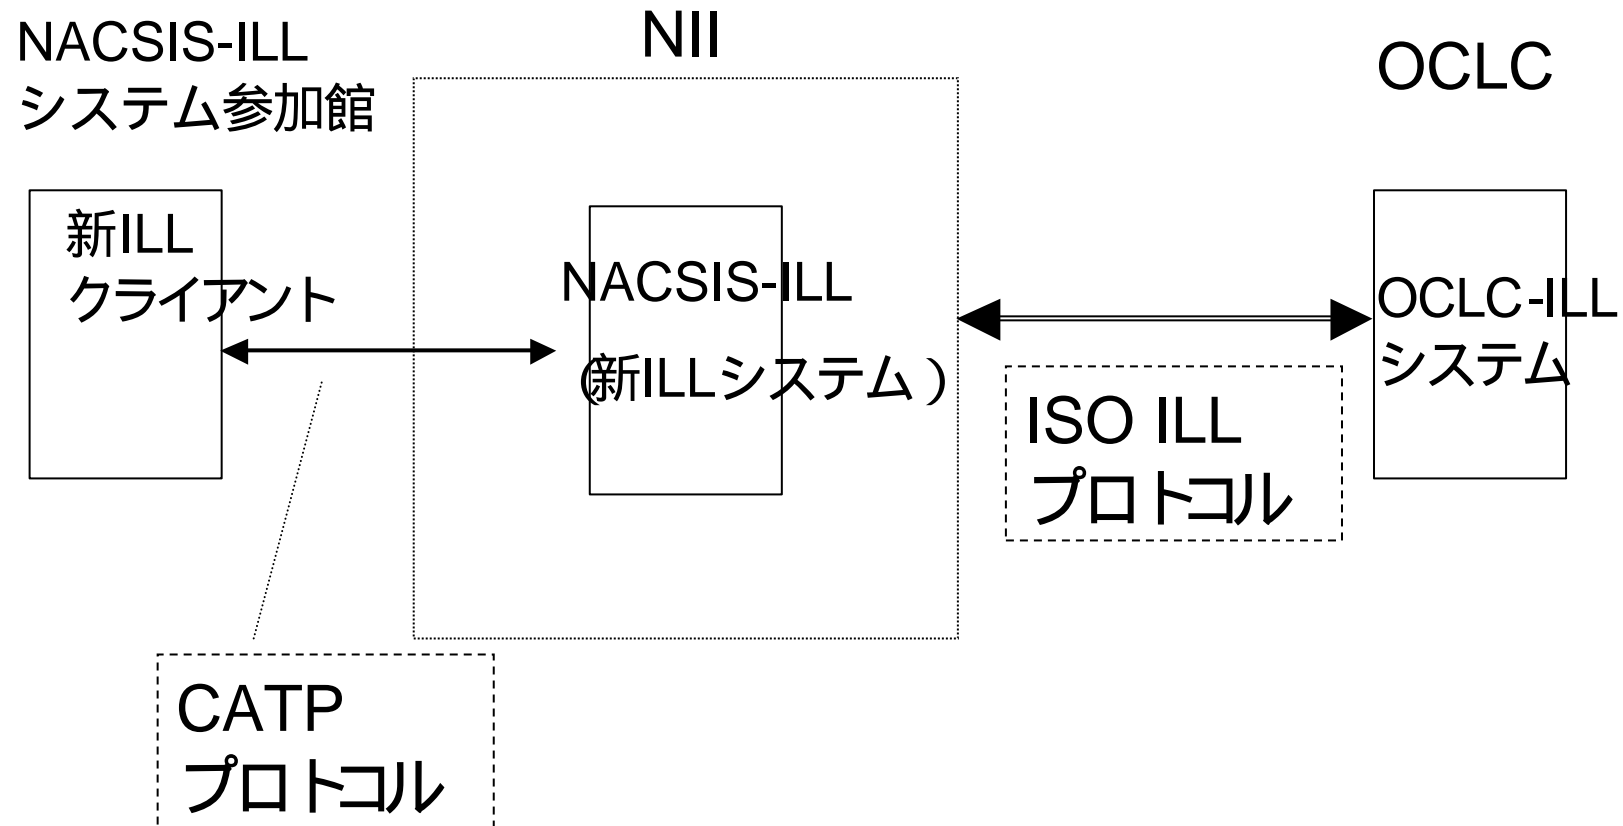 NACSIS-ILL
システム参加館
NII
OCLC
新ILL
クライアント
NACSIS-ILL
(新ILLシステム)
OCLC-ILL
システム
ISO ILL
プロトコル
CATP
プロトコル